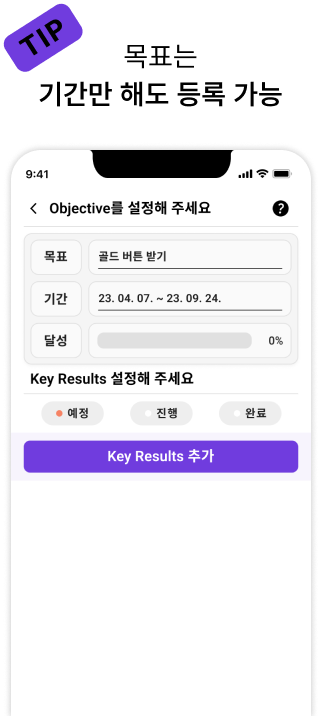 TIP
목표는
기간만 해도 등록 가능
9:41
Objective를 설정해 주세요
?
목표
골드 버튼 받기
기간
23. 04. 07. ~ 23. 09. 24.
달성
0%
Key Results 설정해 주세요
예정
진행
완료
Key Results 추가